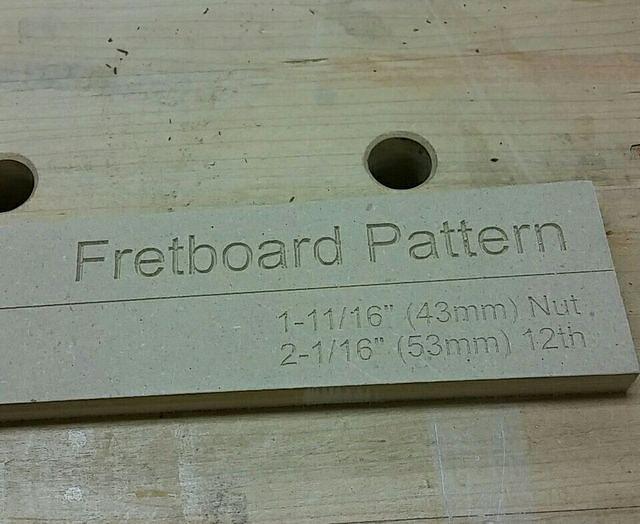 Fretboard Pattern
1-11/16" (43mm) Nut
2-1/16" (53mm) 12th